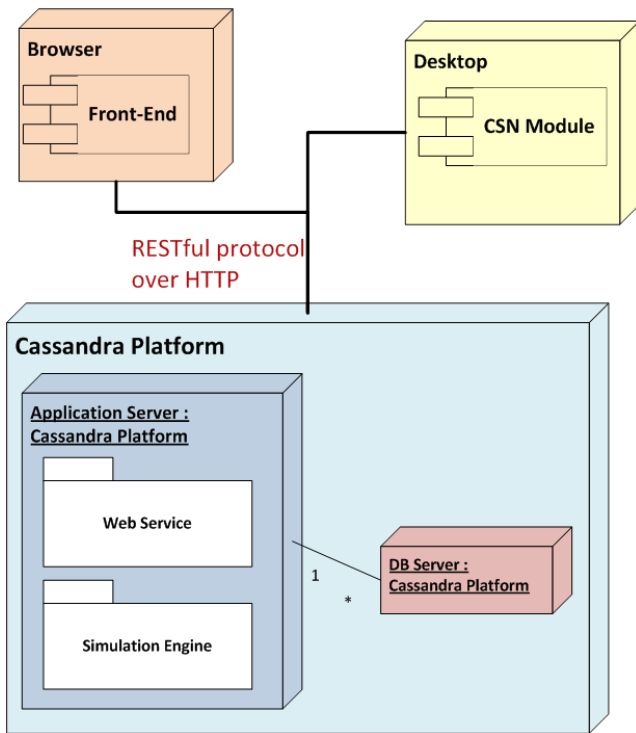 Browser
Front-End
Desktop
CSN Module
RESTful protocol
over HTTP
Cassandra Platform
Application Server :
Cassandra Platform
Web Service
Simulation Engine
1
*
DB Server :
Cassandra Platform